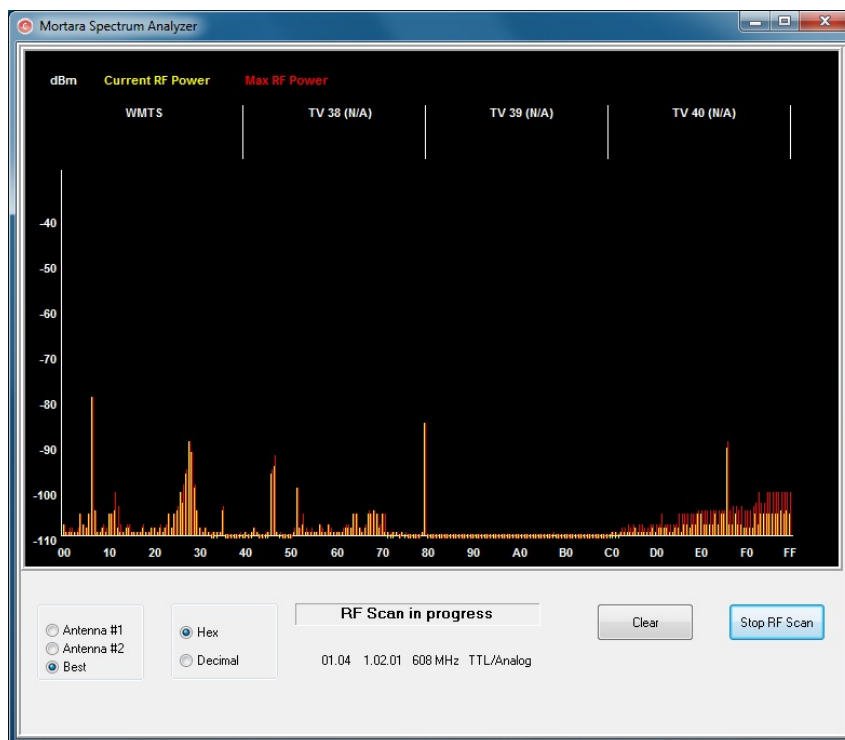 Mortara Spectrum Analyzer
dBm Current RF Power Max RF Power
WMTS TV 38 (N/A) TV 39 (N/A) TV 40 (N/A)
-40
-50
-60
-70
-80
-90
-100
-110
00 10 20 30 40 50 60 70 80 90 A0 B0 C0 D0 E0 F0 FF
RF Scan in progress
Antenna #1
Antenna #2
Best
Hex
Decimal
Clear
Stop RF Scan
01.04 1.02.01 608 MHz TTL/Analog